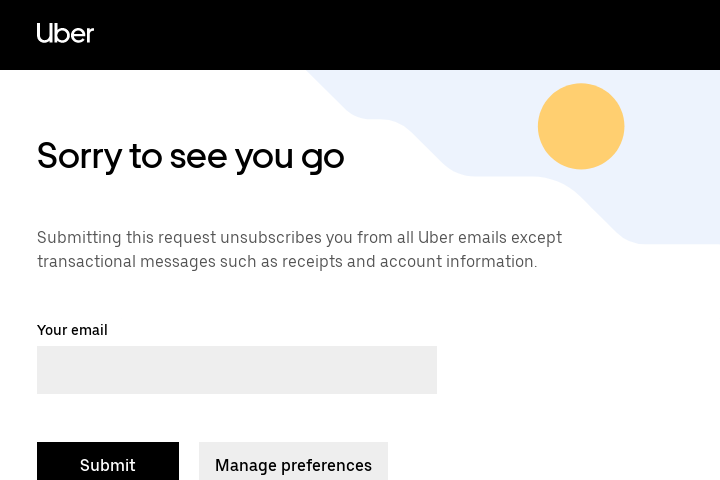 Uber
Sorry to see you go
Submitting this request unsubscribes you from all Uber emails except
transactional messages such as receipts and account information.
Your email
Submit
Manage preferences